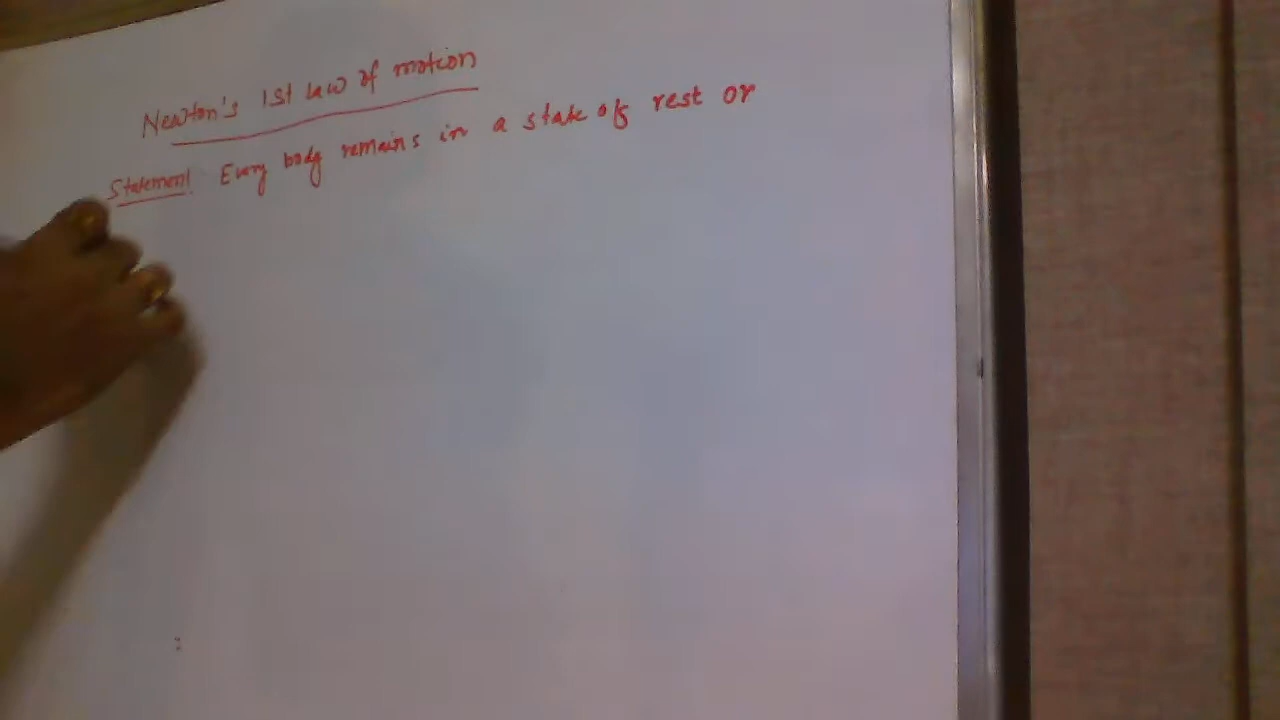 Newton's 1st law of motion
Statement Every body remains in a state of rest or